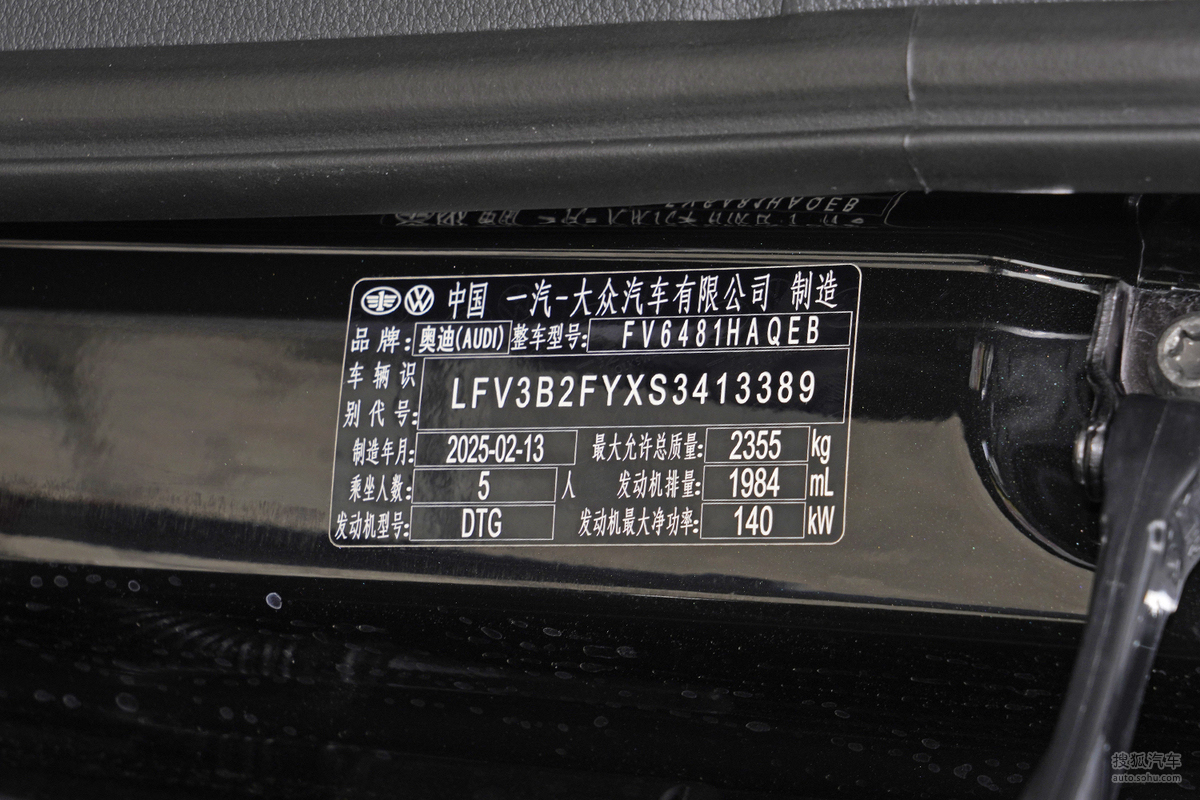 中国 一汽-大众汽车有限公司 制造
品牌: 奥迪(AUDI) 整车型号: FV6481HAQEB
车辆识别代号: LFV3B2FYXS3413389
制造年月: 2025-02-13 最大允许总质量: 2355 kg
乘坐人数: 5 人 发动机排量: 1984 mL
发动机型号: DTG 发动机最大净功率: 140 kW
搜狐汽车
auto.sohu.com